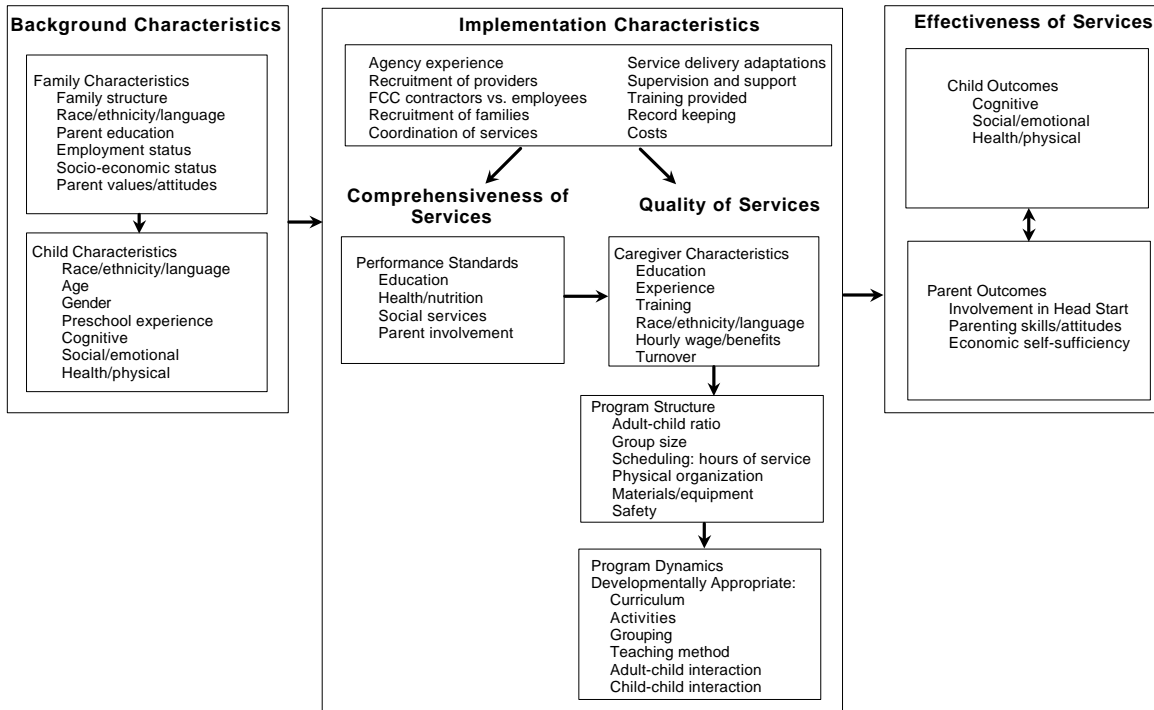 Background Characteristics
Family Characteristics
Family structure
Race/ethnicity/language
Parent education
Employment status
Socio-economic status
Parent values/attitudes
Child Characteristics
Race/ethnicity/language
Age
Gender
Preschool experience
Cognitive
Social/emotional
Health/physical
Implementation Characteristics
Agency experience
Recruitment of providers
FCC contractors vs. employees
Recruitment of families
Coordination of services
Service delivery adaptations
Supervision and support
Training provided
Record keeping
Costs
Comprehensiveness of
Services
Performance Standards
Education
Health/nutrition
Social services
Parent involvement
Quality of Services
Caregiver Characteristics
Education
Experience
Training
Race/ethnicity/language
Hourly wage/benefits
Turnover
Program Structure
Adult-child ratio
Group size
Scheduling: hours of service
Physical organization
Materials/equipment
Safety
Program Dynamics
Developmentally Appropriate:
Curriculum
Activities
Grouping
Teaching method
Adult-child interaction
Child-child interaction
Effectiveness of Services
Child Outcomes
Cognitive
Social/emotional
Health/physical
Parent Outcomes
Involvement in Head Start
Parenting skills/attitudes
Economic self-sufficiency